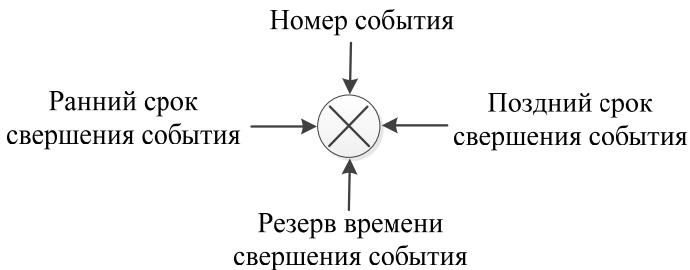 Номер события
Ранний срок
свершения события
Поздний срок
свершения события
Резерв времени
свершения события